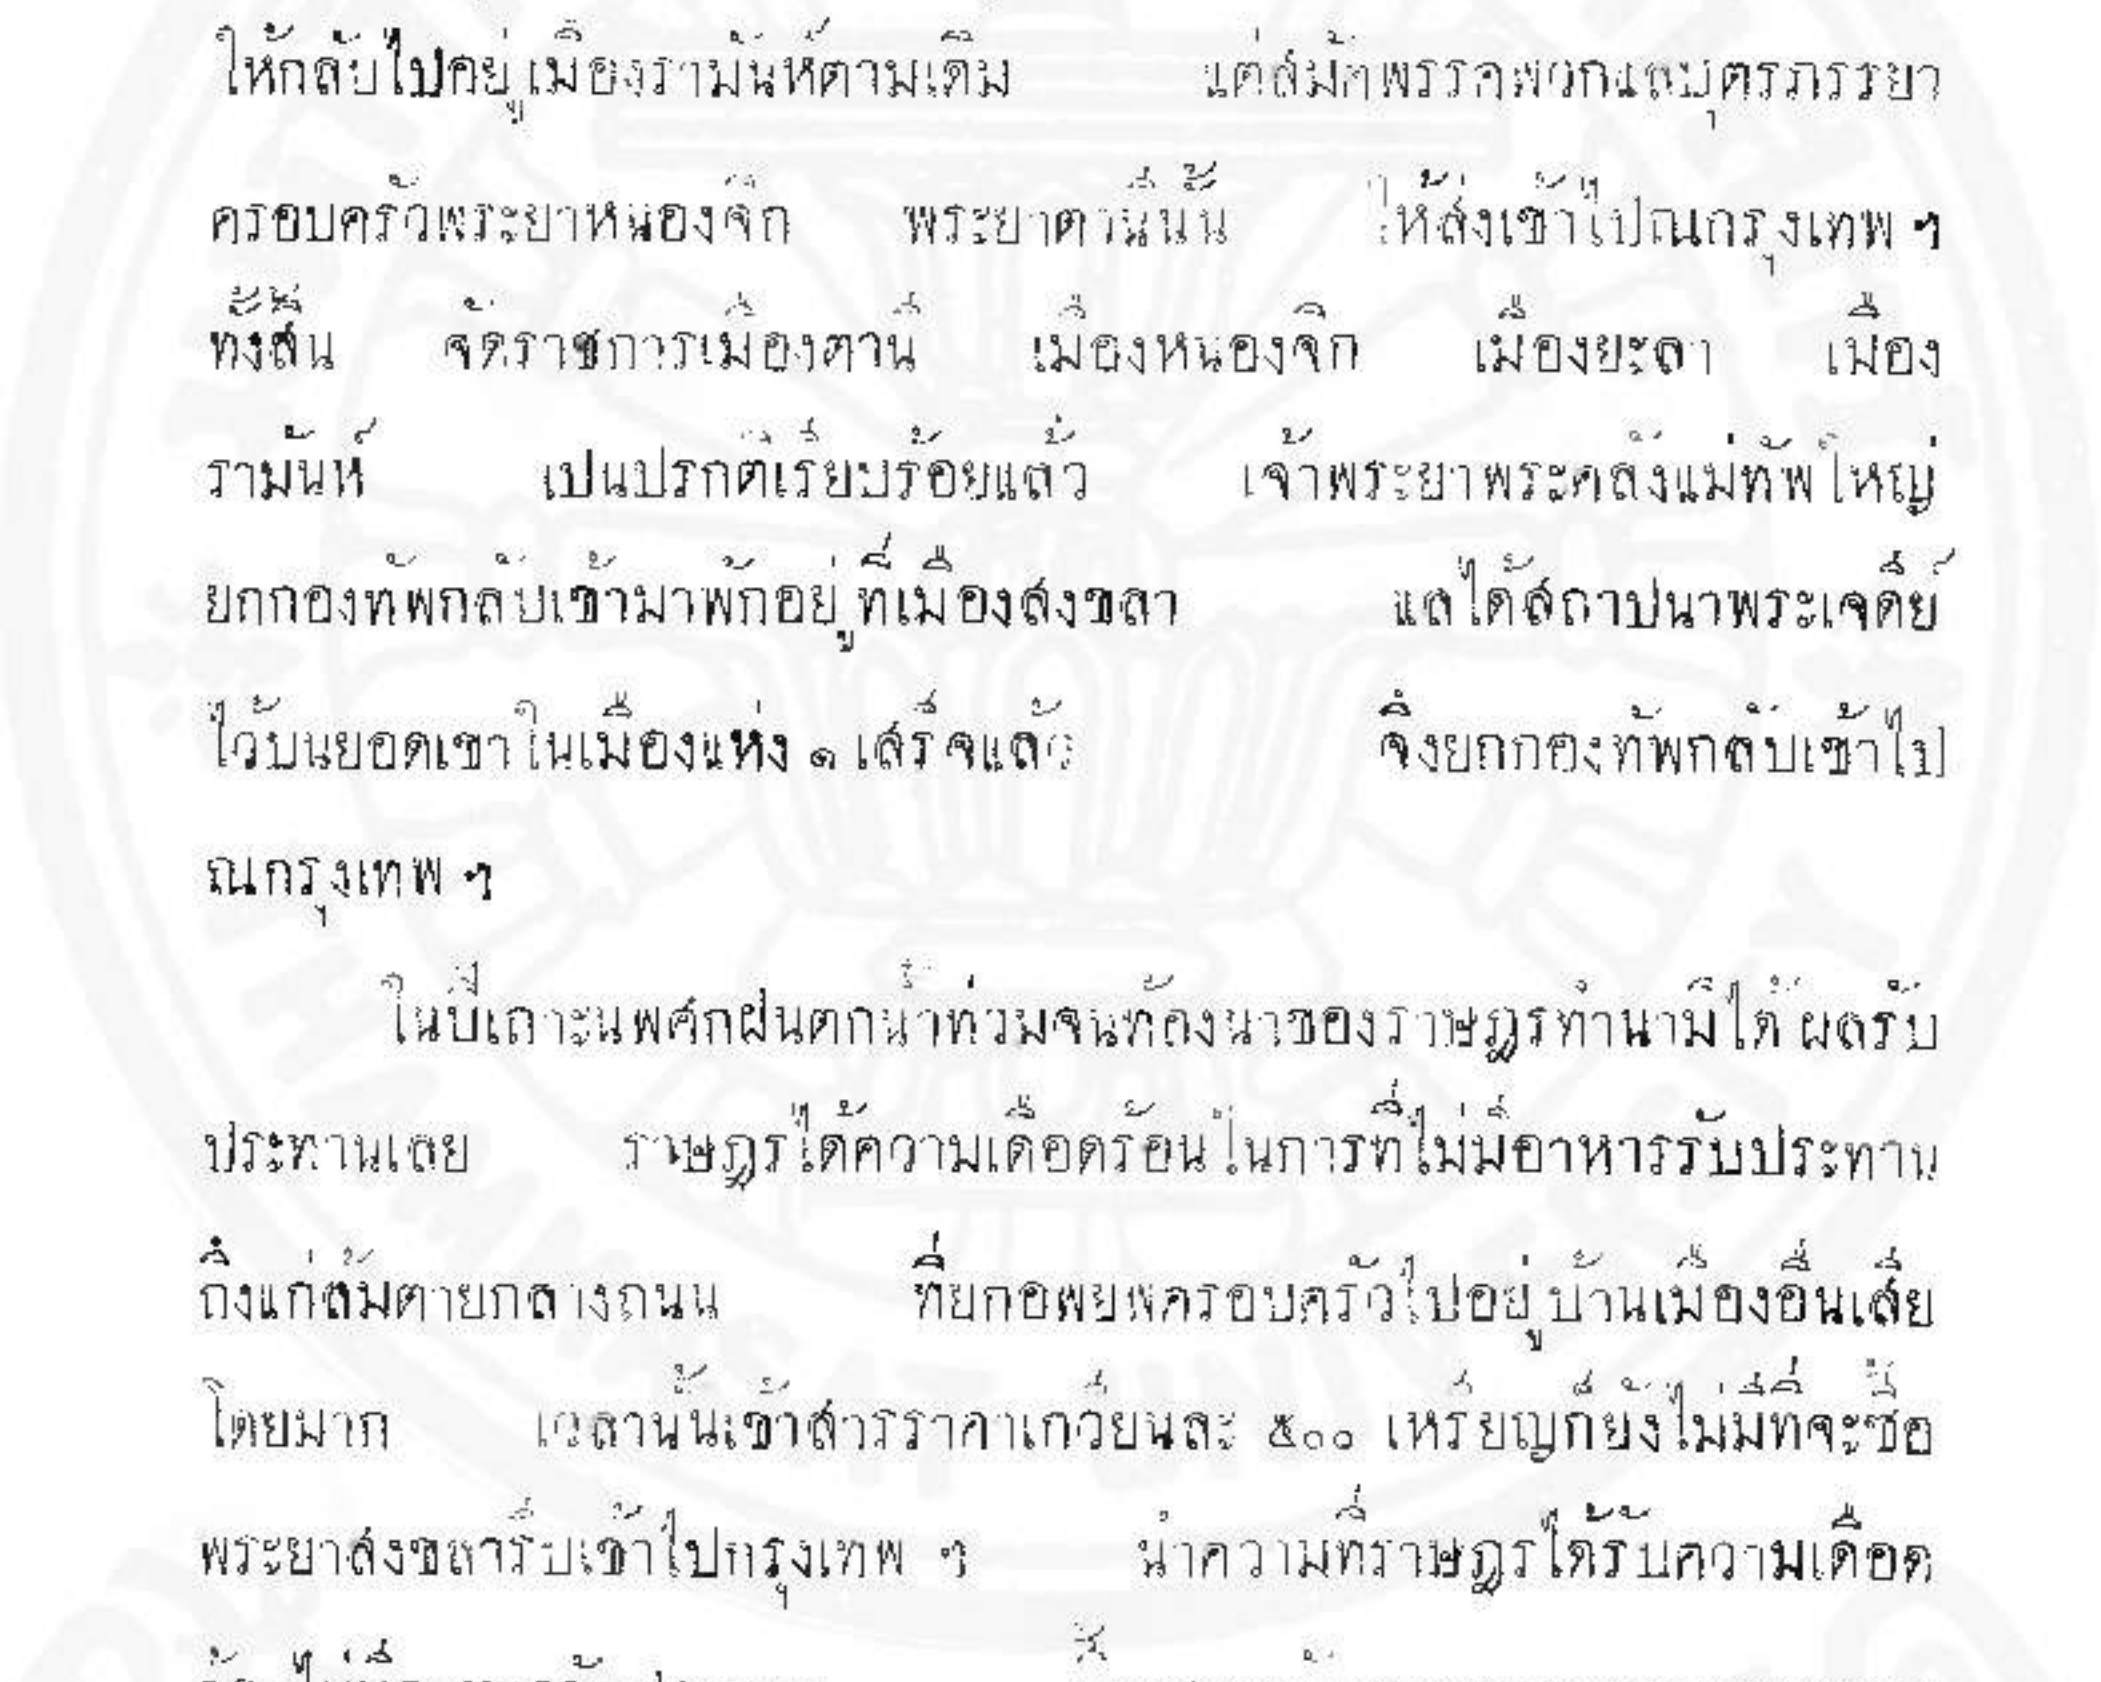 ให้กลับไปอยู่เมืองรามันห์ตามเดิม แต่สมัคพรรคพวกแลบุตรภรรยา
ครอบครัวพระยาหนองจิก พระยาตานีนั้น ให้ส่งเข้าไปณกรุงเทพ ฯ
ทั้งสิ้น จัดราชการเมืองตานี เมืองหนองจิก เมืองยะลา เมือง
รามันห์ เปนปรกติเรียบร้อยแล้ว เจ้าพระยาพระคลังแม่ทัพใหญ่
ยกกองทัพกลับเข้ามาพักอยู่ที่เมืองสงขลา แลได้สถาปนาพระเจดีย์
ไว้บนยอดเขาในเมืองแห่ง ๑ เสร็จแล้ว จึงยกกองทัพกลับเข้าไป
ณกรุงเทพ ฯ
ในปีเถาะนพศกฝนตกน้ำท่วมจนท้องนาของราษฎรทำนามิได้ผลรับ
ประทานเลย ราษฎรได้ความเดือดร้อนในการที่ไม่มีอาหารรับประทาน
ถึงแก่ล้มตายกลางถนน ที่ยกอพยพครอบครัวไปอยู่บ้านเมืองอื่นเสีย
โดยมาก เวลานั้นเข้าสารราคาเกวียนละ ๕๐๐ เหรียญก็ยังไม่มีที่จะซื้อ
พระยาสงขลารีบเข้าไปกรุงเทพ ฯ นำความที่ราษฎรได้รับความเดือด